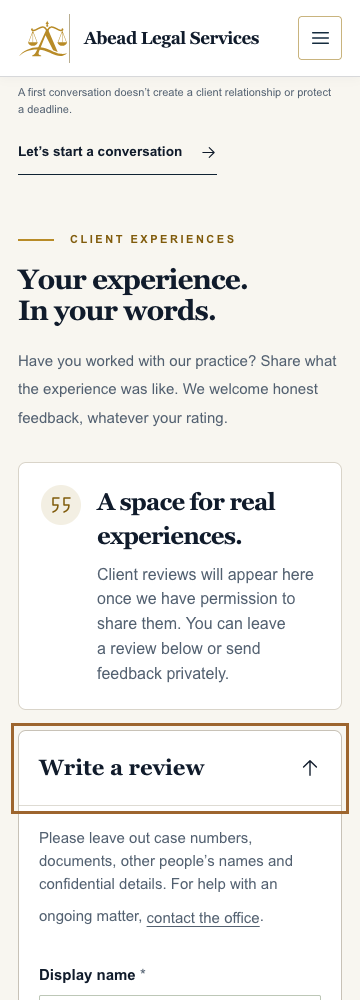 Abead Legal Services
A first conversation doesn’t create a client relationship or protect
a deadline.
Let’s start a conversation
CLIENT EXPERIENCES
Your experience.
In your words.
Have you worked with our practice? Share what
the experience was like. We welcome honest
feedback, whatever your rating.
A space for real
experiences.
Client reviews will appear here
once we have permission to
share them. You can leave
a review below or send
feedback privately.
Write a review
Please leave out case numbers,
documents, other people’s names and
confidential details. For help with an
ongoing matter, contact the office.
Display name *